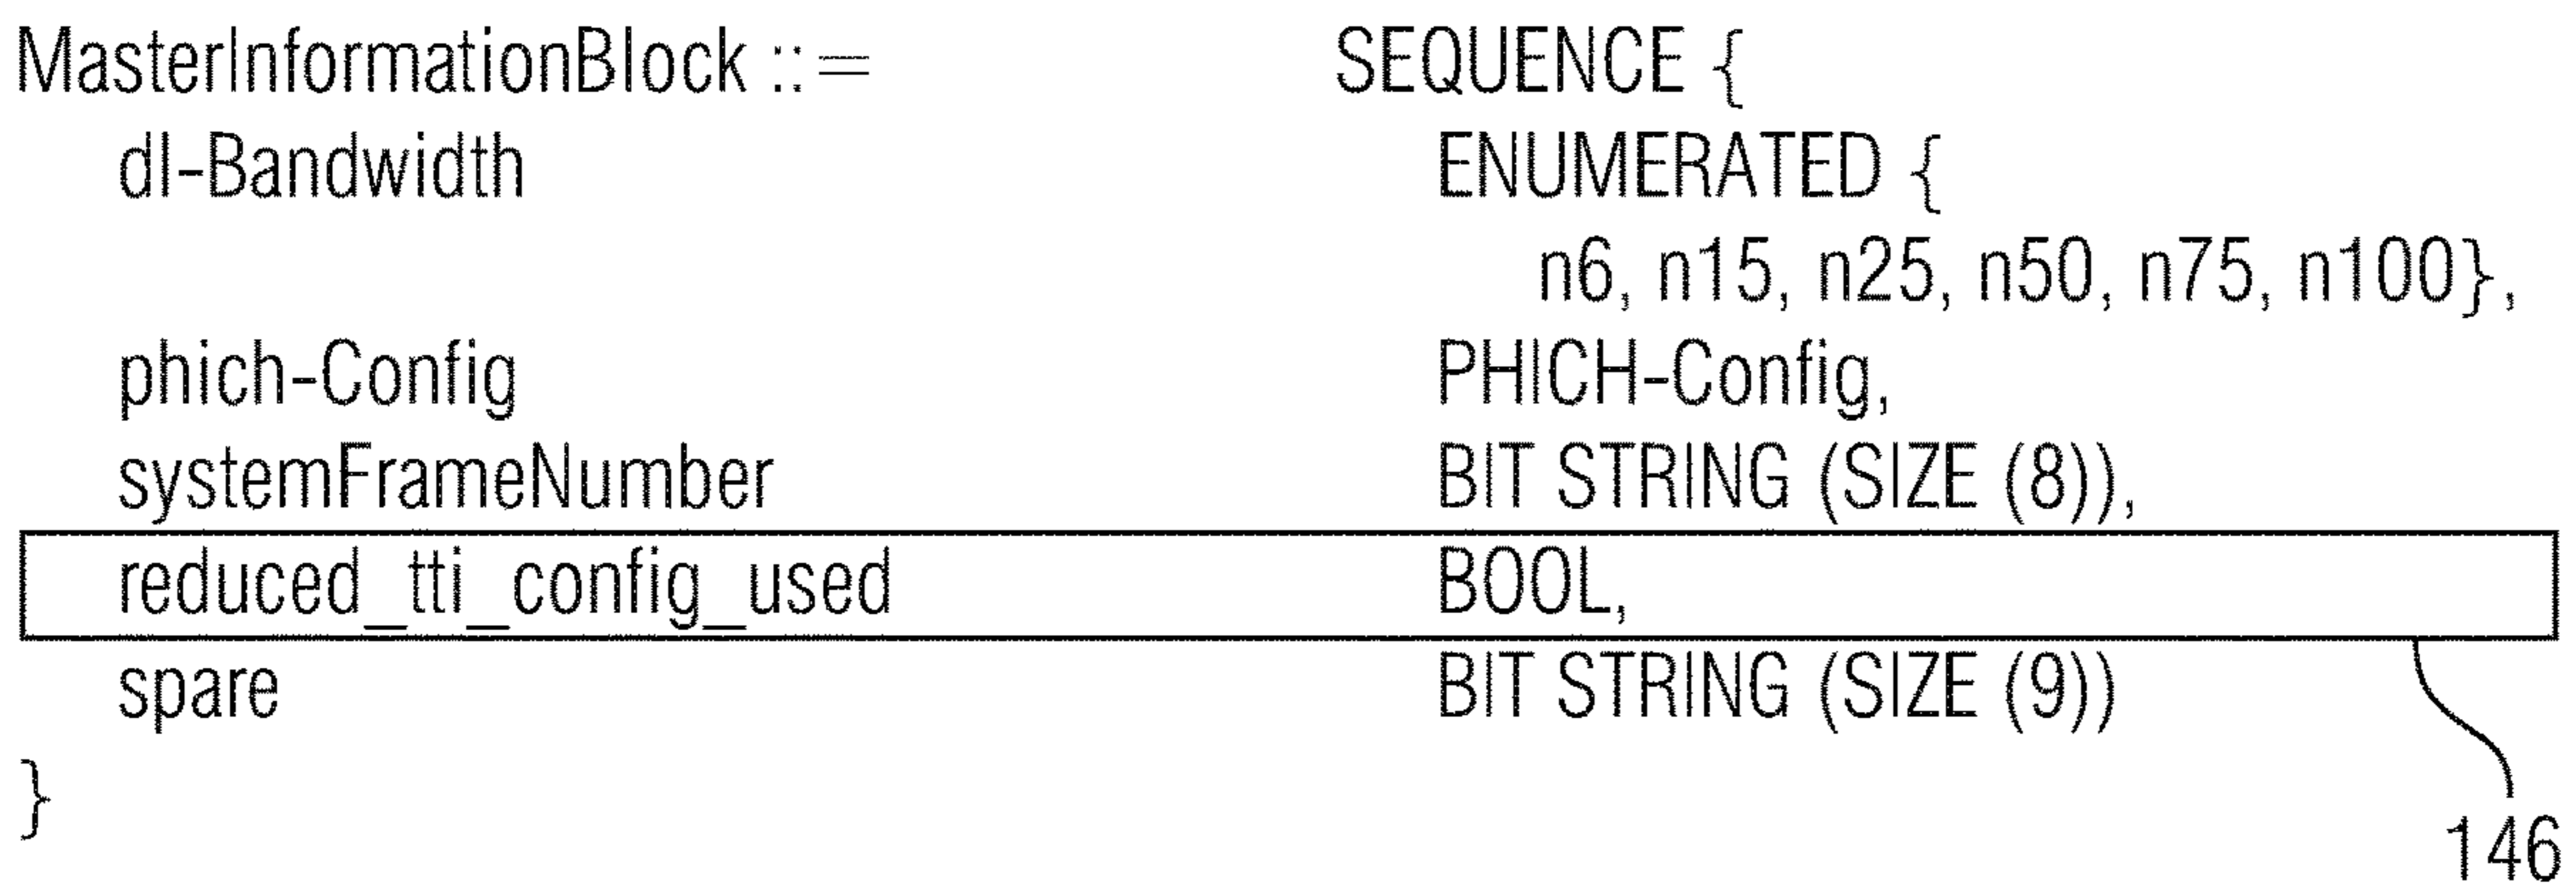 MasterInformationBlock ::= SEQUENCE {
dl-Bandwidth ENUMERATED {
n6, n15, n25, n50, n75, n100},
phich-Config PHICH-Config,
systemFrameNumber BIT STRING (SIZE (8)),
reduced_tti_config_used BOOL,
spare BIT STRING (SIZE (9))
}
146